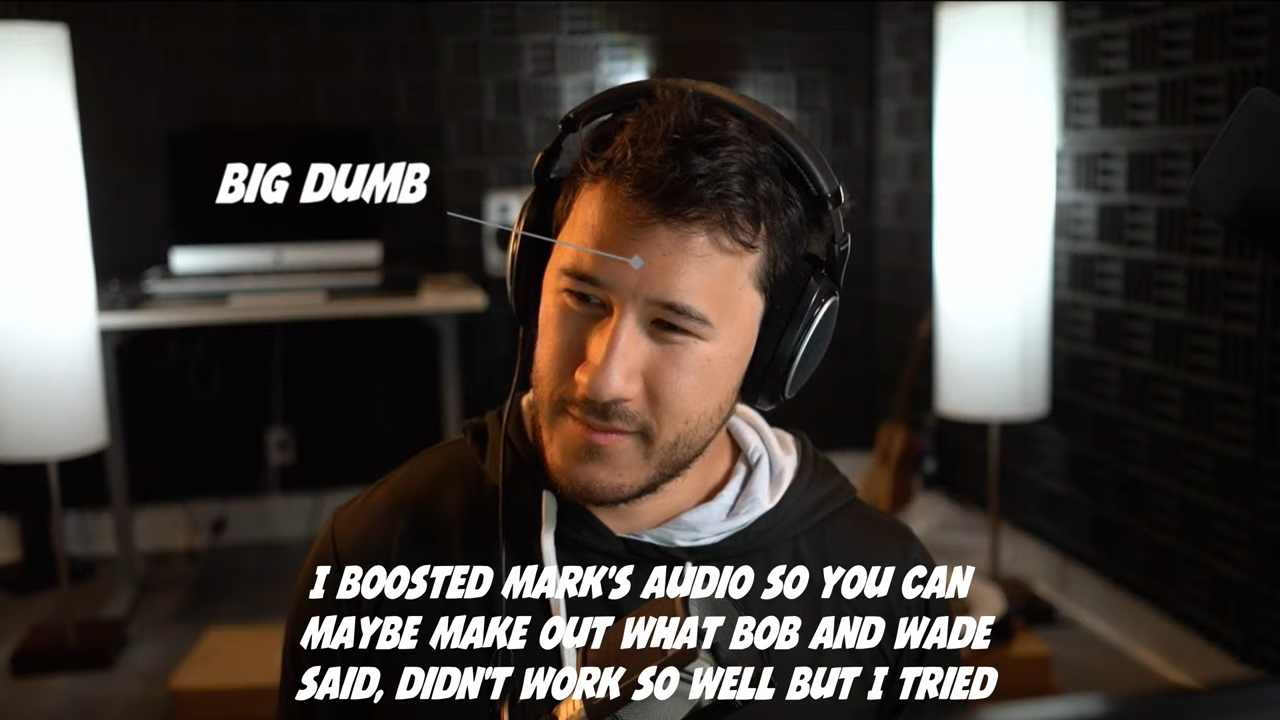 BIG DUMB
I BOOSTED MARK'S AUDIO SO YOU CAN
MAYBE MAKE OUT WHAT BOB AND WADE
SAID, DIDN'T WORK SO WELL BUT I TRIED